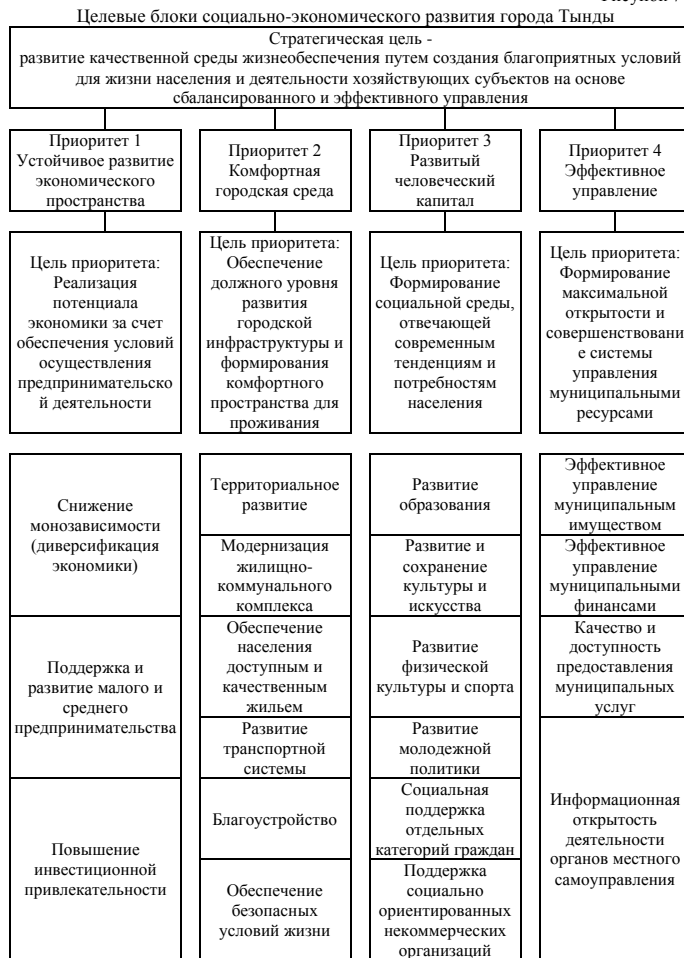 Целевые блоки социально-экономического развития города Тынды
Стратегическая цель -
развитие качественной среды жизнеобеспечения путем создания благоприятных условий
для жизни населения и деятельности хозяйствующих субъектов на основе
сбалансированного и эффективного управления
Приоритет 1
Устойчивое развитие
экономического
пространства
Приоритет 2
Комфортная
городская среда
Приоритет 3
Развитый
человеческий
капитал
Приоритет 4
Эффективное
управление
Цель приоритета:
Реализация
потенциала
экономики за счет
обеспечения условий
осуществления
предпринимательско
й деятельности
Цель приоритета:
Обеспечение
должного уровня
развития
городской
инфраструктуры и
формирования
комфортного
пространства для
проживания
Цель приоритета:
Формирование
социальной среды,
отвечающей
современным
тенденциям и
потребностям
населения
Цель приоритета:
Формирование
максимальной
открытости и
совершенствовани
е системы
управления
муниципальными
ресурсами
Снижение
монозависимости
(диверсификация
экономики)
Поддержка и
развитие малого и
среднего
предпринимательства
Повышение
инвестиционной
привлекательности
Территориальное
развитие
Модернизация
жилищно-
коммунального
комплекса
Обеспечение
населения
доступным и
качественным
жильем
Развитие
транспортной
системы
Благоустройство
Обеспечение
безопасных
условий жизни
Развитие
образования
Развитие и
сохранение
культуры и
искусства
Развитие
физической
культуры и спорта
Развитие
молодежной
политики
Социальная
поддержка
отдельных
категорий граждан
Поддержка
социально
ориентированных
некоммерческих
организаций
Эффективное
управление
муниципальным
имуществом
Эффективное
управление
муниципальными
финансами
Качество и
доступность
предоставления
муниципальных
услуг
Информационная
открытость
деятельности
органов местного
самоуправления